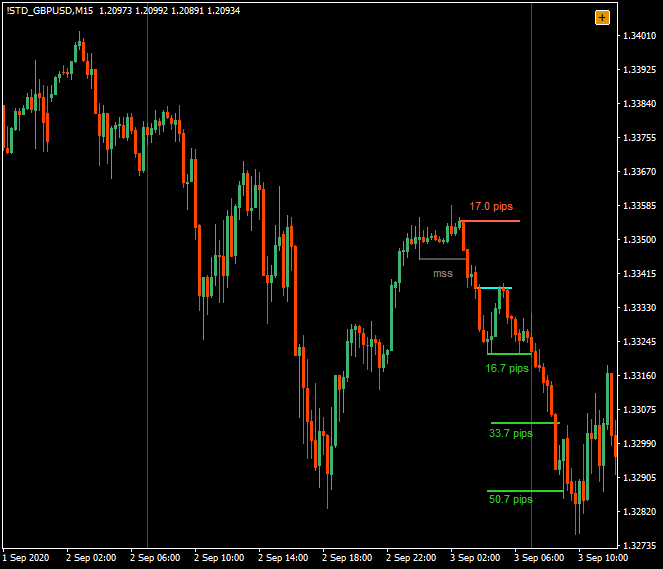 !STD_GBPUSD,M15 1.20973 1.20992 1.20891 1.20934
1.34010
1.33925
1.33840
1.33755
1.33670
17.0 pips
1.33585
1.33500
mss
1.33415
1.33330
1.33245
16.7 pips
1.33160
1.33075
33.7 pips
1.32990
1.32905
50.7 pips
1.32820
1.32735
1 Sep 2020
2 Sep 02:00
2 Sep 06:00
2 Sep 10:00
2 Sep 14:00
2 Sep 18:00
2 Sep 22:00
3 Sep 02:00
3 Sep 06:00
3 Sep 10:00